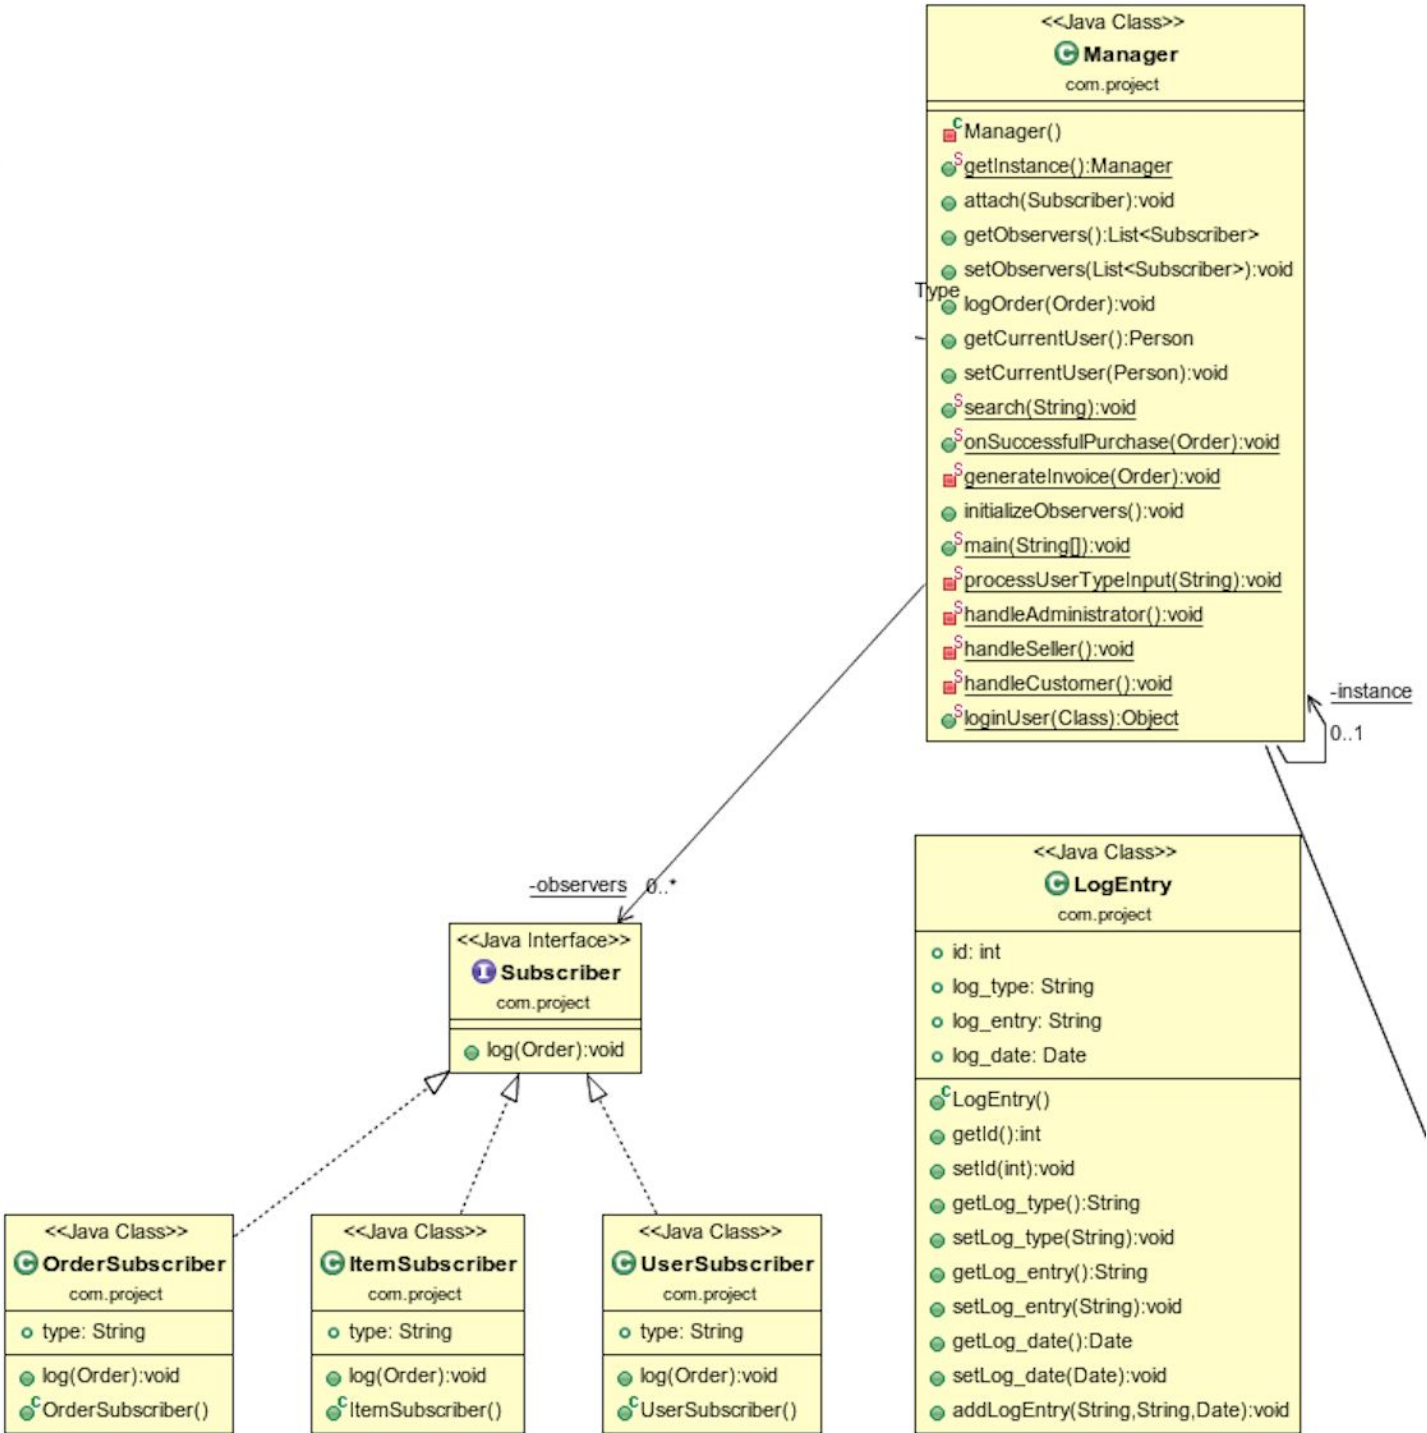 <<Java Class>>
Manager
com.project
Manager()
getInstance():Manager
attach(Subscriber):void
getObservers():List<Subscriber>
setObservers(List<Subscriber>):void
Type
logOrder(Order):void
getCurrentUser():Person
setCurrentUser(Person):void
search(String):void
onSuccessfulPurchase(Order):void
generateInvoice(Order):void
initializeObservers():void
main(String[]):void
processUserTypeInput(String):void
handleAdministrator():void
handleSeller():void
handleCustomer():void
loginUser(Class):Object
-instance
0..1
-observers 0..*
<<Java Interface>>
Subscriber
com.project
log(Order):void
<<Java Class>>
LogEntry
com.project
id: int
log_type: String
log_entry: String
log_date: Date
LogEntry()
getId():int
setId(int):void
getLog_type():String
setLog_type(String):void
getLog_entry():String
setLog_entry(String):void
getLog_date():Date
setLog_date(Date):void
addLogEntry(String,String,Date):void
<<Java Class>>
OrderSubscriber
com.project
type: String
log(Order):void
OrderSubscriber()
<<Java Class>>
ItemSubscriber
com.project
type: String
log(Order):void
ItemSubscriber()
<<Java Class>>
UserSubscriber
com.project
type: String
log(Order):void
UserSubscriber()